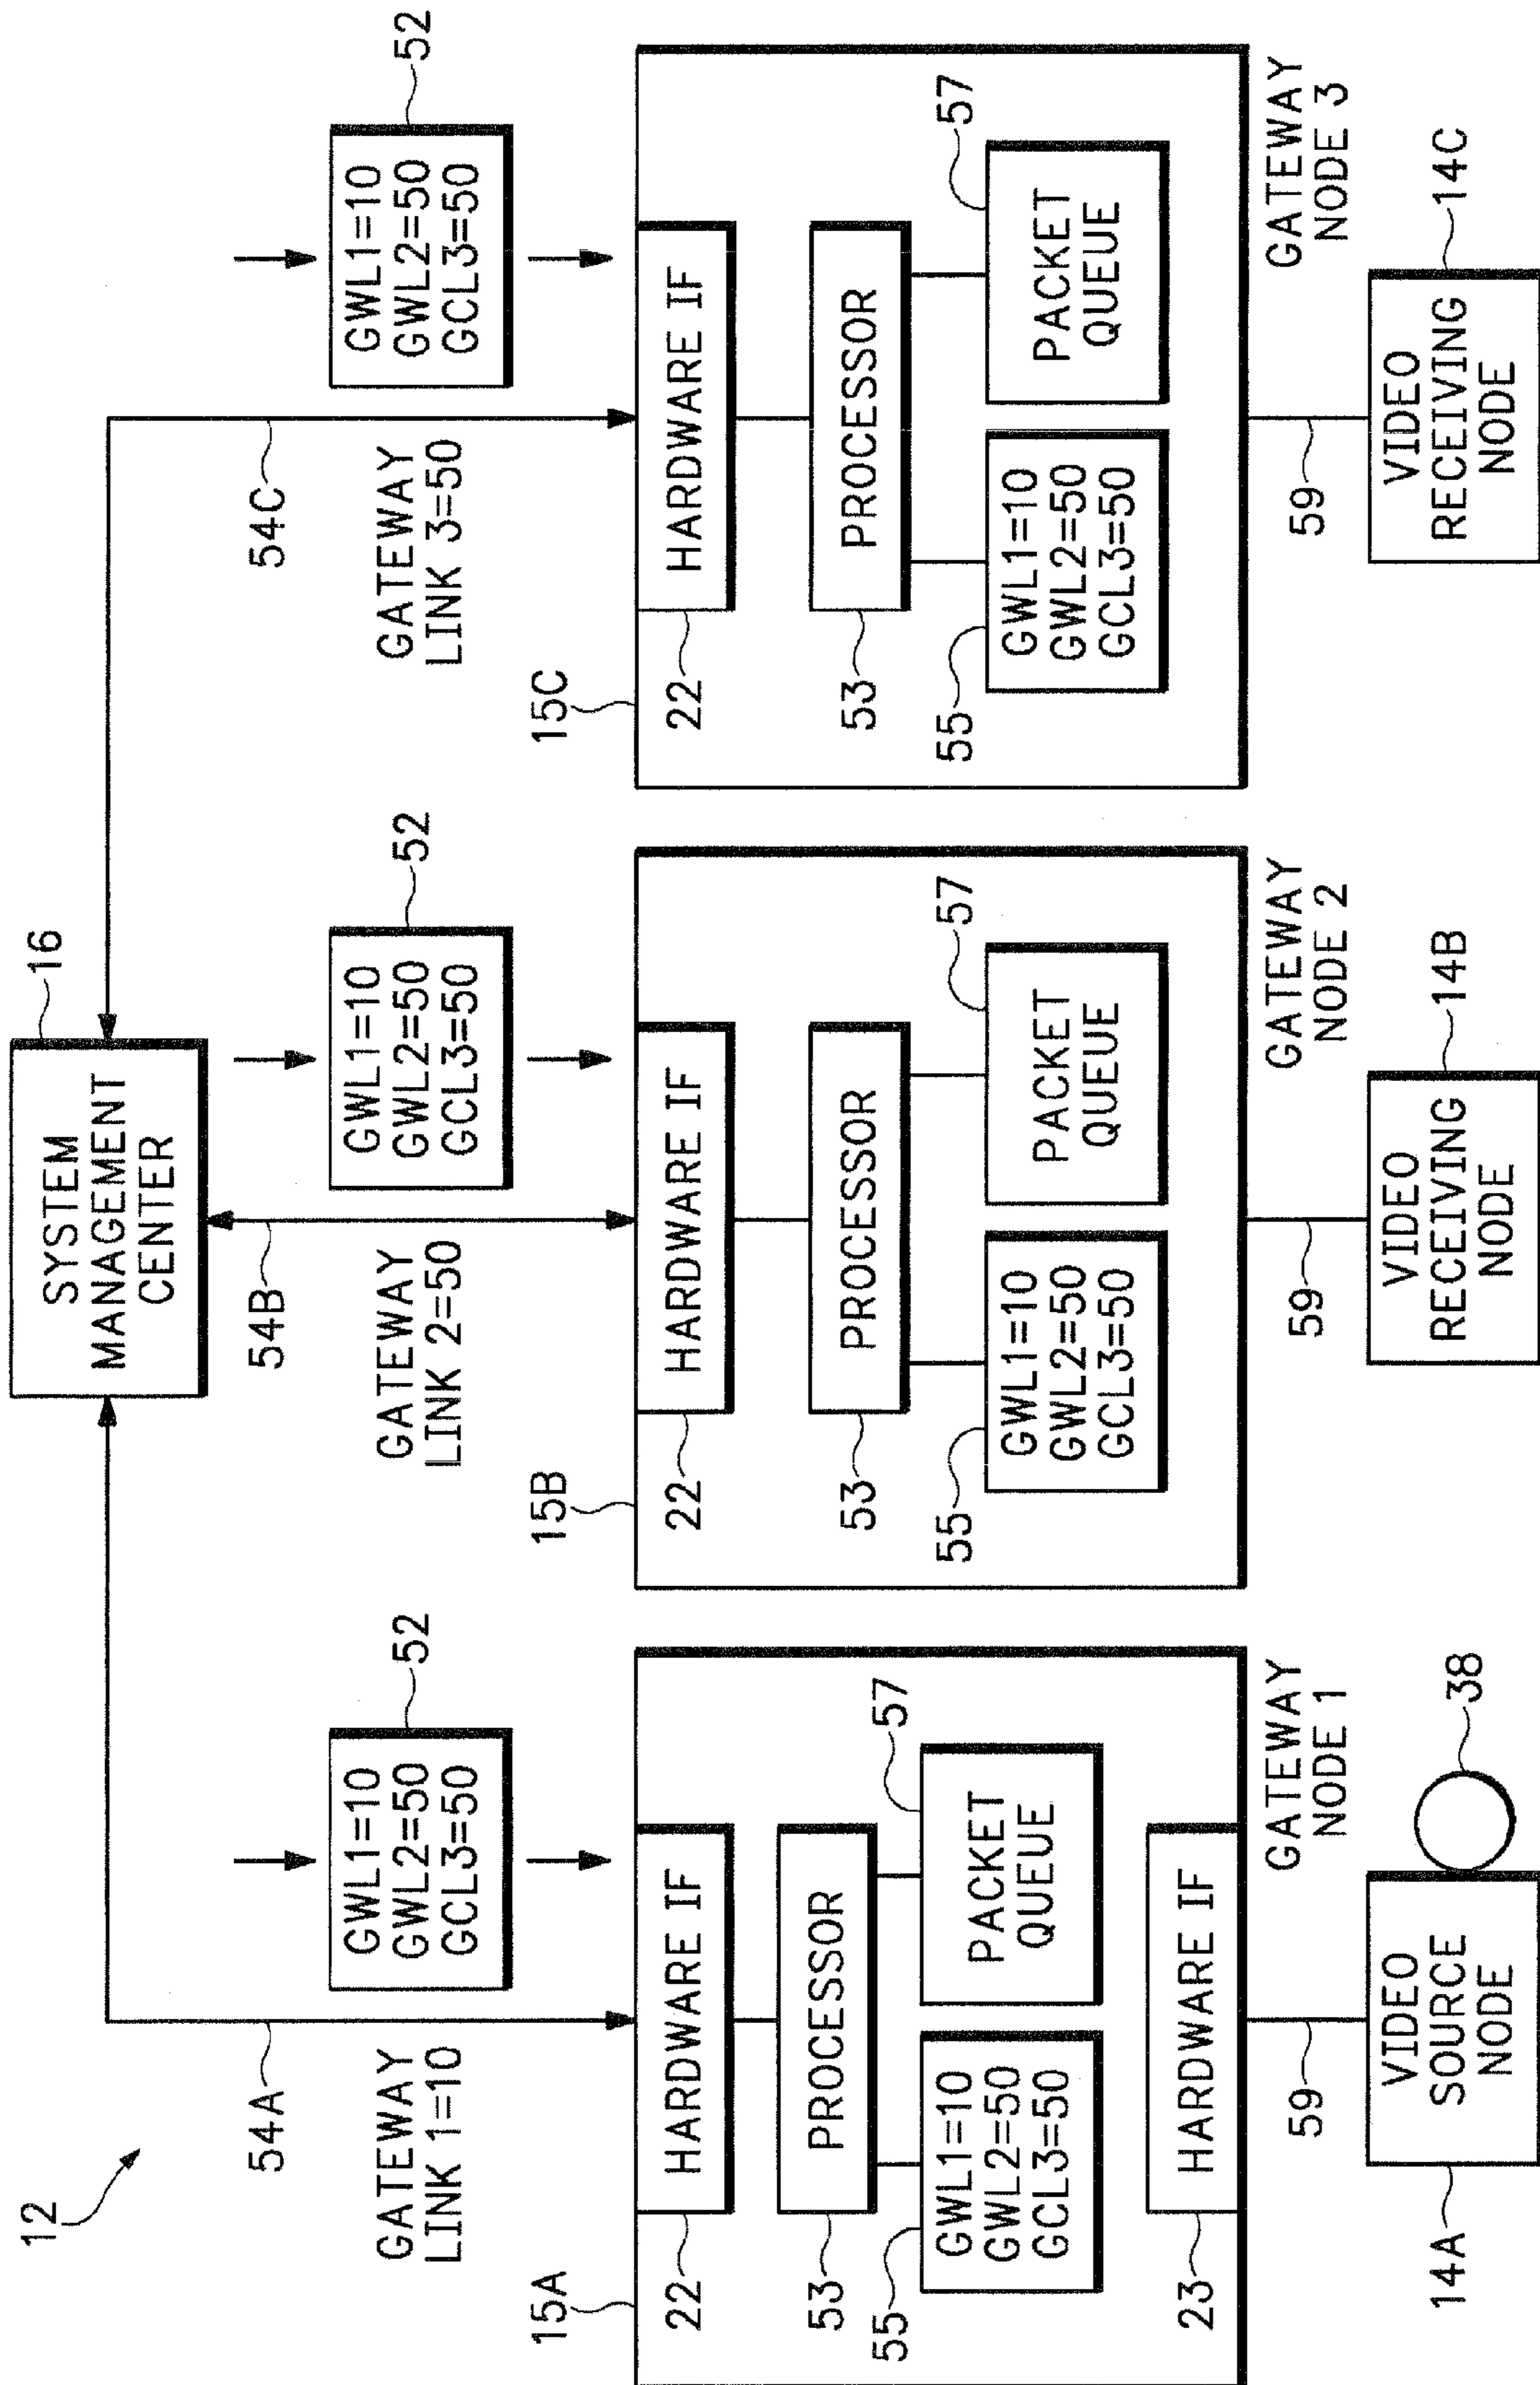 12
SYSTEM
MANAGEMENT
CENTER
16
54A
GATEWAY
LINK 1=10
GWL1=10
GWL2=50
GCL3=50
52
54B
GATEWAY
LINK 2=50
GWL1=10
GWL2=50
GCL3=50
52
54C
GATEWAY
LINK 3=50
GWL1=10
GWL2=50
GCL3=50
52
15A
HARDWARE IF
22
PROCESSOR
53
GWL1=10
GWL2=50
GCL3=50
55
PACKET
QUEUE
57
HARDWARE IF
23
GATEWAY
NODE 1
59
VIDEO
SOURCE
NODE
14A
38
15B
HARDWARE IF
22
PROCESSOR
53
GWL1=10
GWL2=50
GCL3=50
55
PACKET
QUEUE
57
GATEWAY
NODE 2
59
VIDEO
RECEIVING
NODE
14B
15C
HARDWARE IF
22
PROCESSOR
53
GWL1=10
GWL2=50
GCL3=50
55
PACKET
QUEUE
57
GATEWAY
NODE 3
59
VIDEO
RECEIVING
NODE
14C